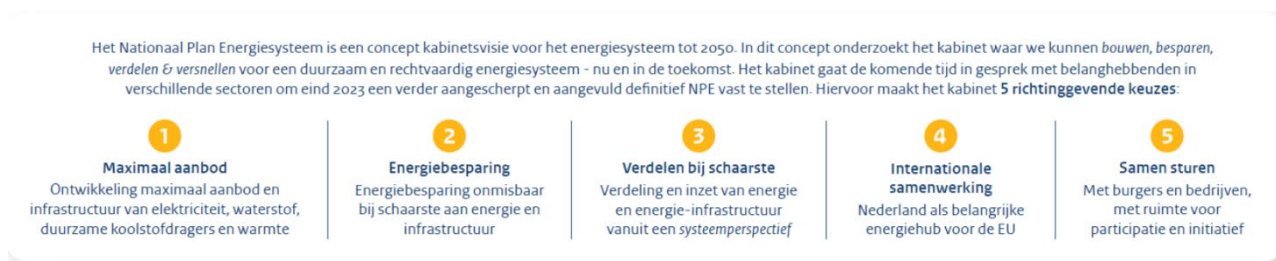 Het Nationaal Plan Energiesysteem is een concept kabinetsvisie voor het energiesysteem tot 2050. In dit concept onderzoekt het kabinet waar we kunnen bouwen, besparen,
verdelen & versnellen voor een duurzaam en rechtvaardig energiesysteem - nu en in de toekomst. Het kabinet gaat de komende tijd in gesprek met belanghebbenden in
verschillende sectoren om eind 2023 een verder aangescherpt en aangevuld definitief NPE vast te stellen. Hiervoor maakt het kabinet 5 richtinggevende keuzes:
1
Maximaal aanbod
Ontwikkeling maximaal aanbod en
infrastructuur van elektriciteit, waterstof,
duurzame koolstofdragers en warmte
2
Energiebesparing
Energiebesparing onmisbaar
bij schaarste aan energie en
infrastructuur
3
Verdelen bij schaarste
Verdeling en inzet van energie
en energie-infrastructuur
vanuit een systeemperspectief
4
Internationale
samenwerking
Nederland als belangrijke
energiehub voor de EU
5
Samen sturen
Met burgers en bedrijven,
met ruimte voor
participatie en initiatief